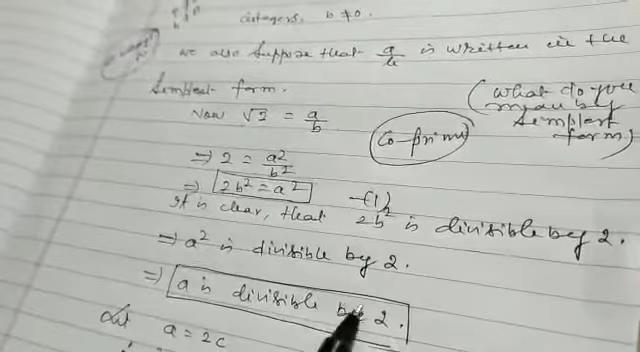 integers, b ≠ 0.
we also suppose that a/b is written in the
simplest form.
(what do you
mean by
simplest
form)
Now √2 = a/b
Co-prime
⇒ 2 = a²/b²
⇒ 2b² = a² —(1)
It is clear, that 2b² is divisible by 2.
⇒ a² is divisible by 2.
⇒ a is divisible by 2.
Let a = 2c